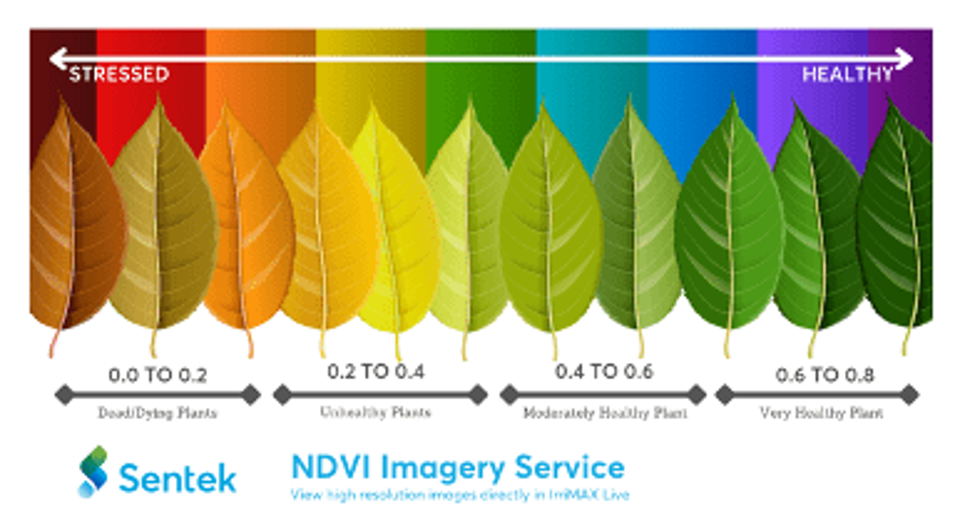 STRESSED HEALTHY
0.0 TO 0.2 0.2 TO 0.4 0.4 TO 0.6 0.6 TO 0.8
Dead/Dying Plants Unhealthy Plants Moderately Healthy Plant Very Healthy Plant
Sentek
NDVI Imagery Service
View high resolution images directly in IrriMAX Live